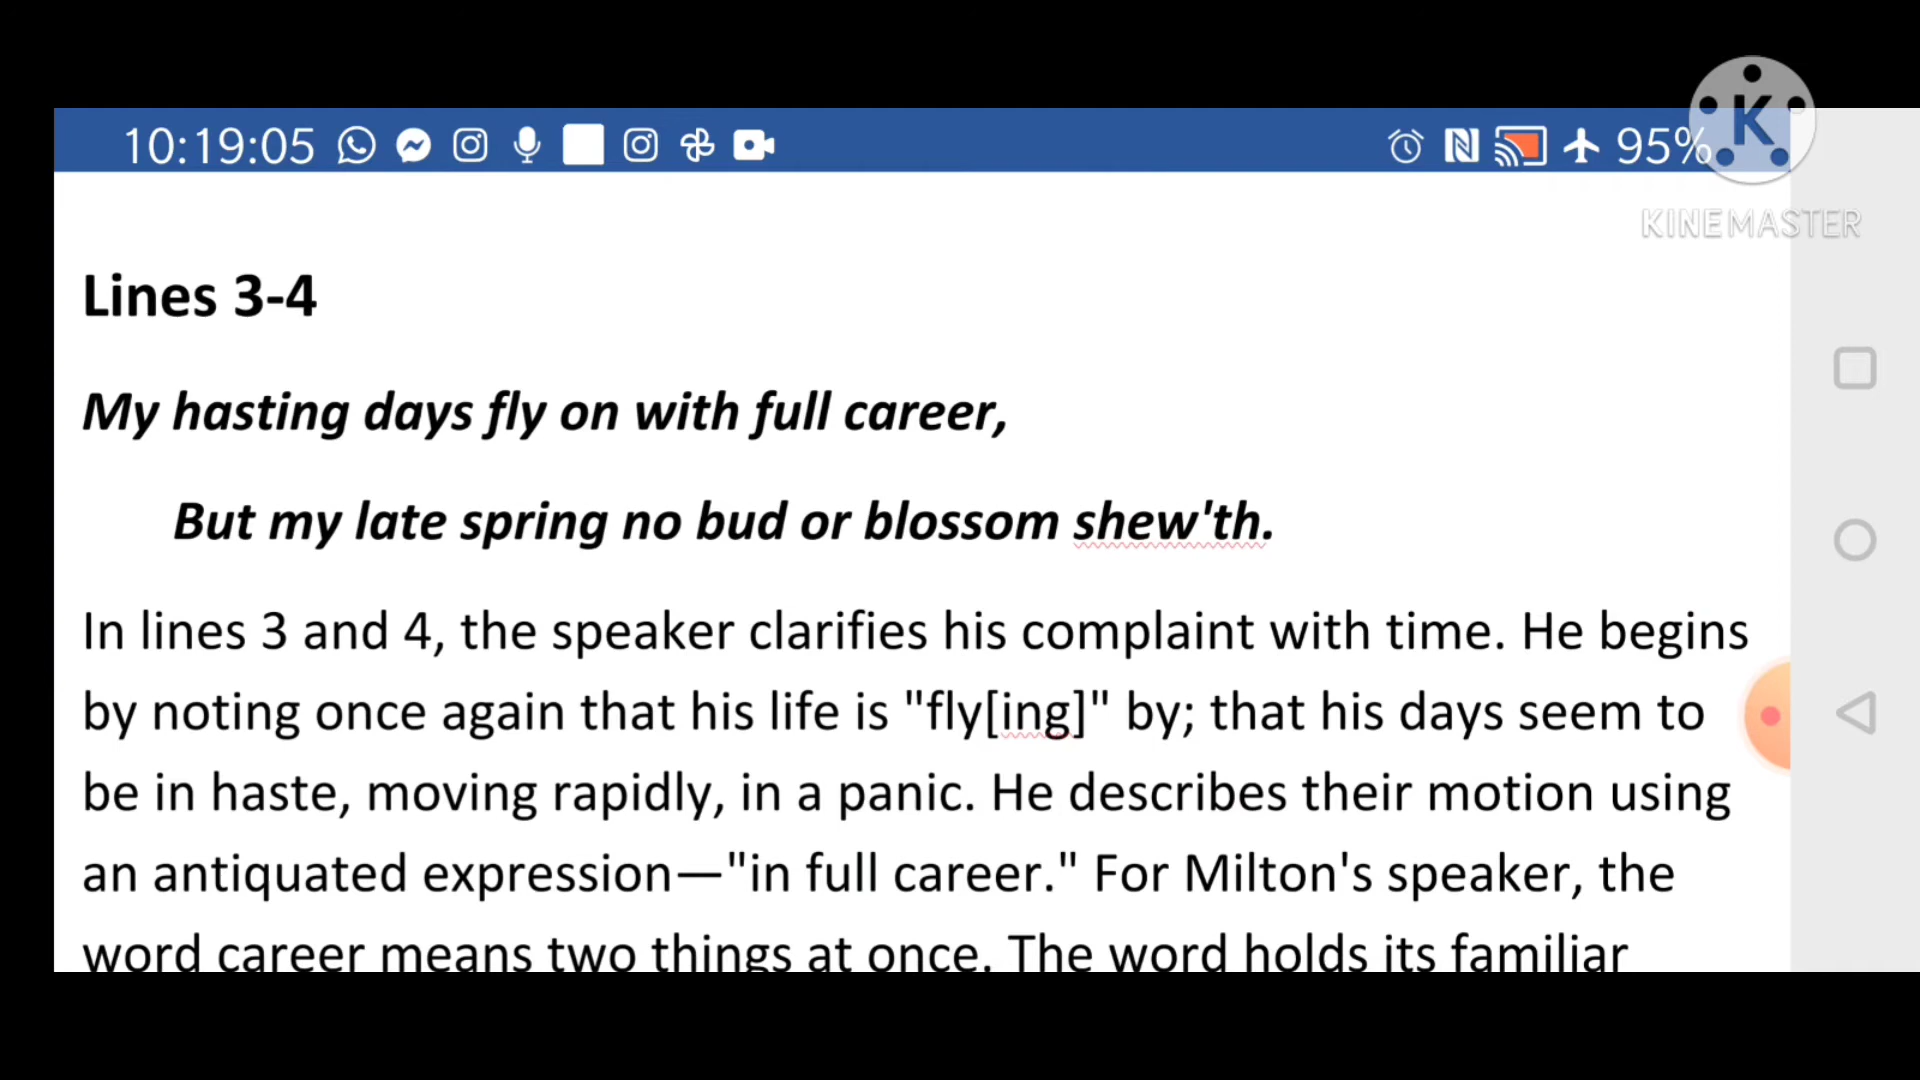 10:19:05 95%
K
KINEMASTER
Lines 3-4
My hasting days fly on with full career,
But my late spring no bud or blossom shew'th.
In lines 3 and 4, the speaker clarifies his complaint with time. He begins
by noting once again that his life is "fly[ing]" by; that his days seem to
be in haste, moving rapidly, in a panic. He describes their motion using
an antiquated expression—"in full career." For Milton's speaker, the
word career means two things at once. The word holds its familiar